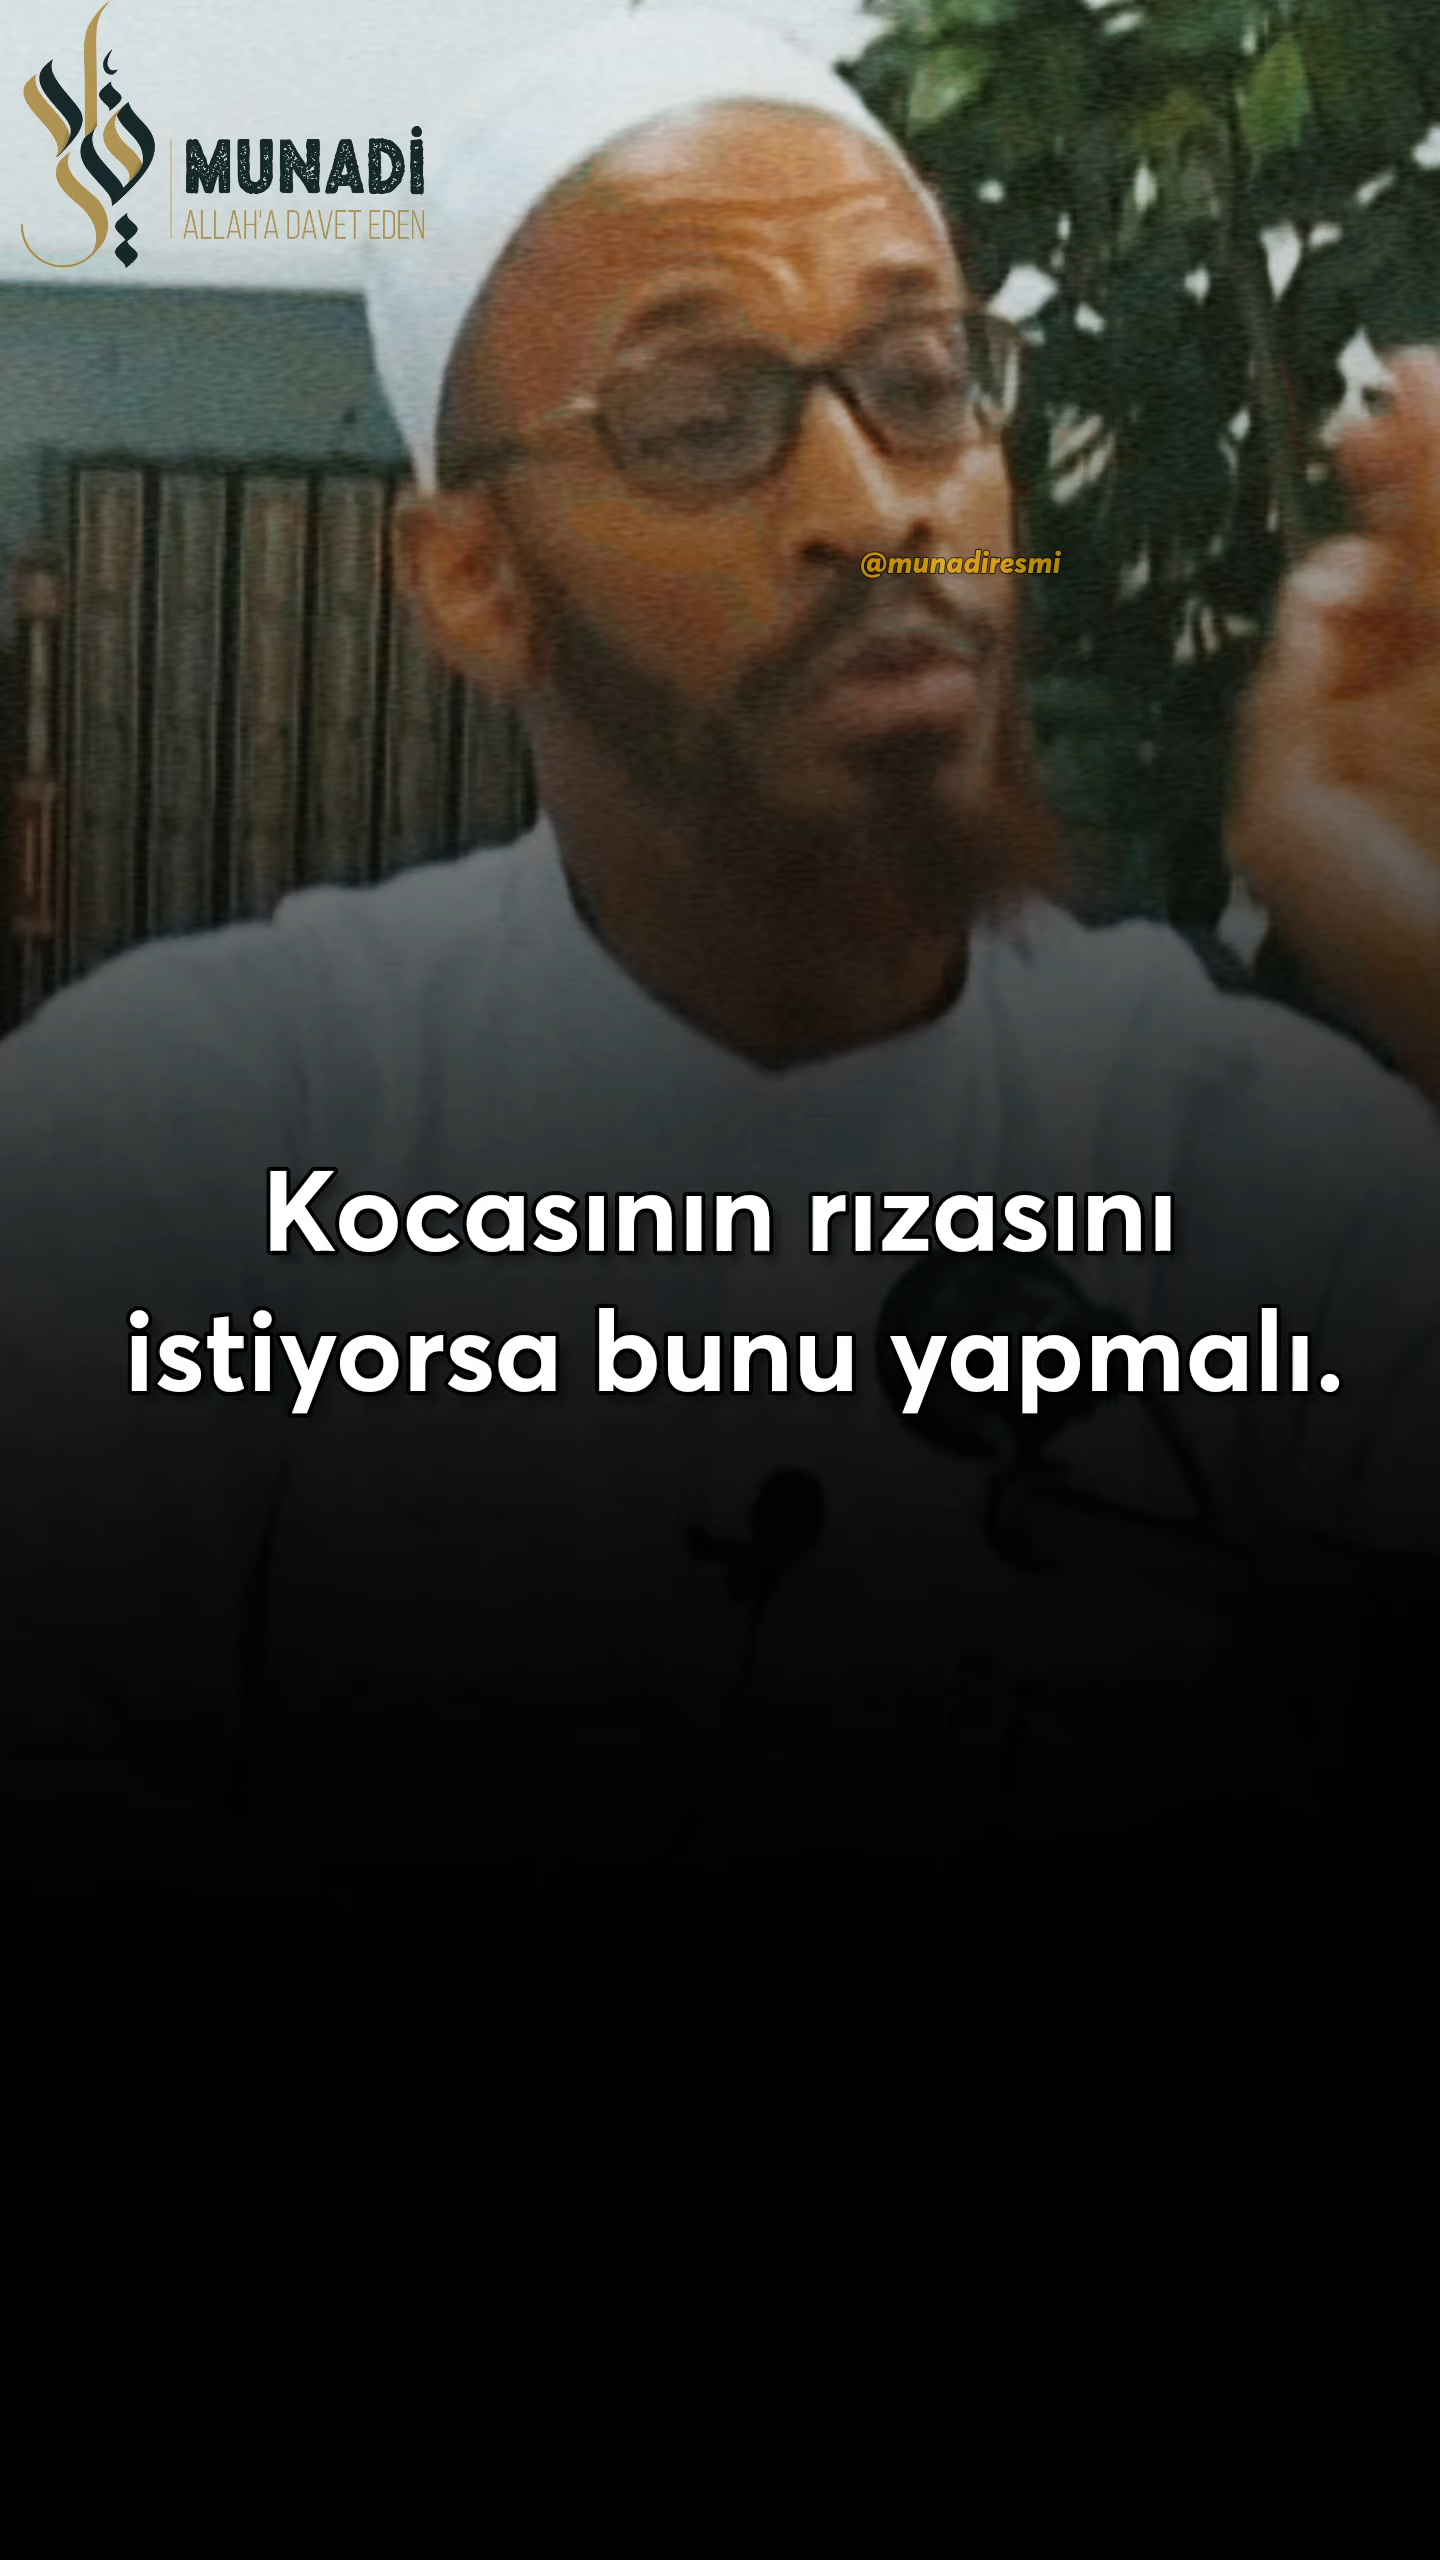 MUNADİ
ALLAH'A DAVET EDEN
@munadiresmi
Kocasının rızasını
istiyorsa bunu yapmalı.